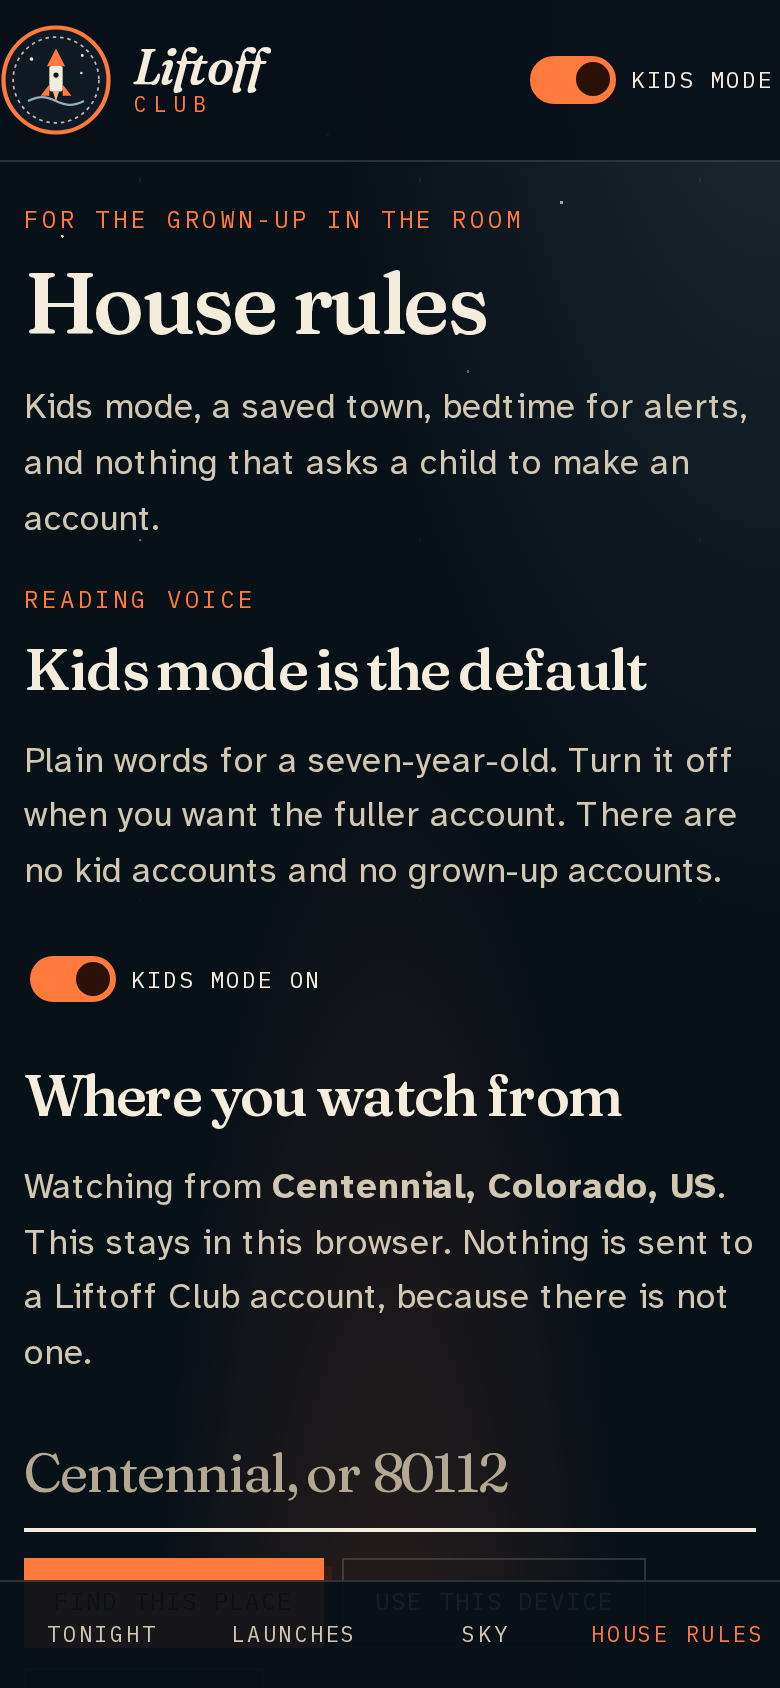 Liftoff
CLUB
KIDS MODE
FOR THE GROWN-UP IN THE ROOM
House rules
Kids mode, a saved town, bedtime for alerts,
and nothing that asks a child to make an
account.
READING VOICE
Kids mode is the default
Plain words for a seven-year-old. Turn it off
when you want the fuller account. There are
no kid accounts and no grown-up accounts.
KIDS MODE ON
Where you watch from
Watching from Centennial, Colorado, US.
This stays in this browser. Nothing is sent to
a Liftoff Club account, because there is not
one.
Centennial, or 80112
FIND THIS PLACE
USE THIS DEVICE
TONIGHT
LAUNCHES
SKY
HOUSE RULES